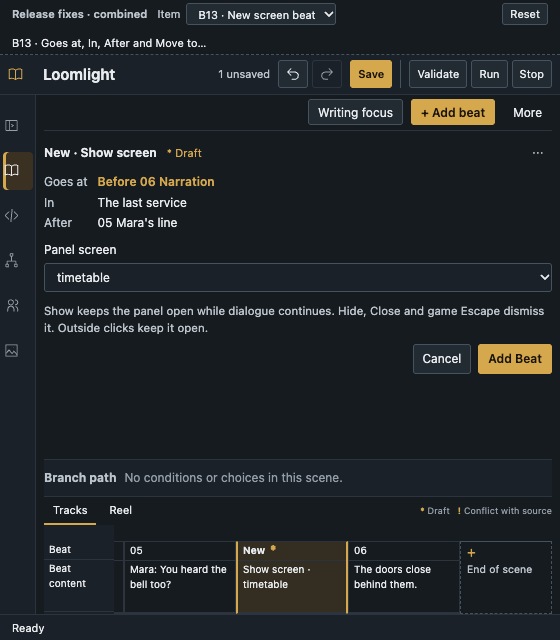 Release fixes · combined Item B13 · New screen beat Reset
B13 · Goes at, In, After and Move to...
Loomlight 1 unsaved Save Validate Run Stop
Writing focus + Add beat More
New · Show screen * Draft ...
Goes at Before 06 Narration
In The last service
After 05 Mara's line
Panel screen
timetable
Show keeps the panel open while dialogue continues. Hide, Close and game Escape dismiss
it. Outside clicks keep it open.
Cancel Add Beat
Branch path No conditions or choices in this scene.
Tracks Reel * Draft ! Conflict with source
Beat 05 New * 06 +
Beat content Mara: You heard the bell too? Show screen · timetable The doors close behind them. End of scene
Ready